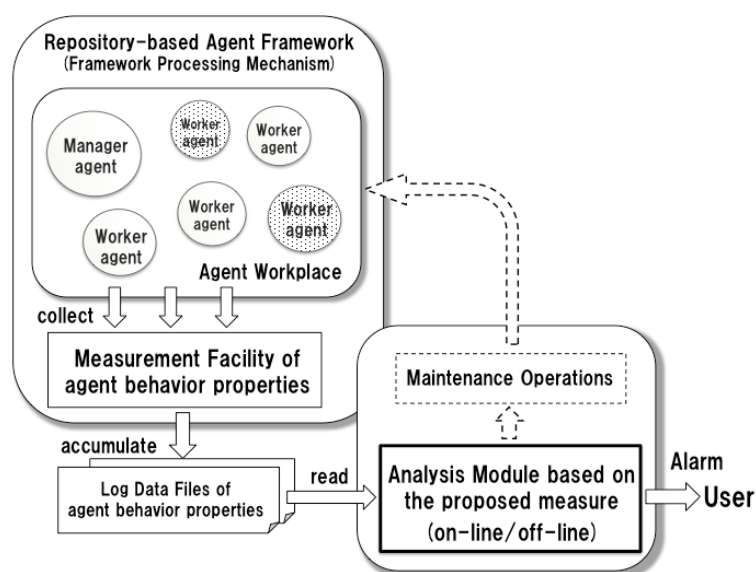 Repository-based Agent Framework
(Framework Processing Mechanism)
Manager
agent
Worker
agent
Worker
agent
Worker
agent
Worker
agent
Worker
agent
Agent Workplace
collect
Measurement Facility of
agent behavior properties
accumulate
Log Data Files of
agent behavior properties
read
Maintenance Operations
Analysis Module based on
the proposed measure
(on-line/off-line)
Alarm
User